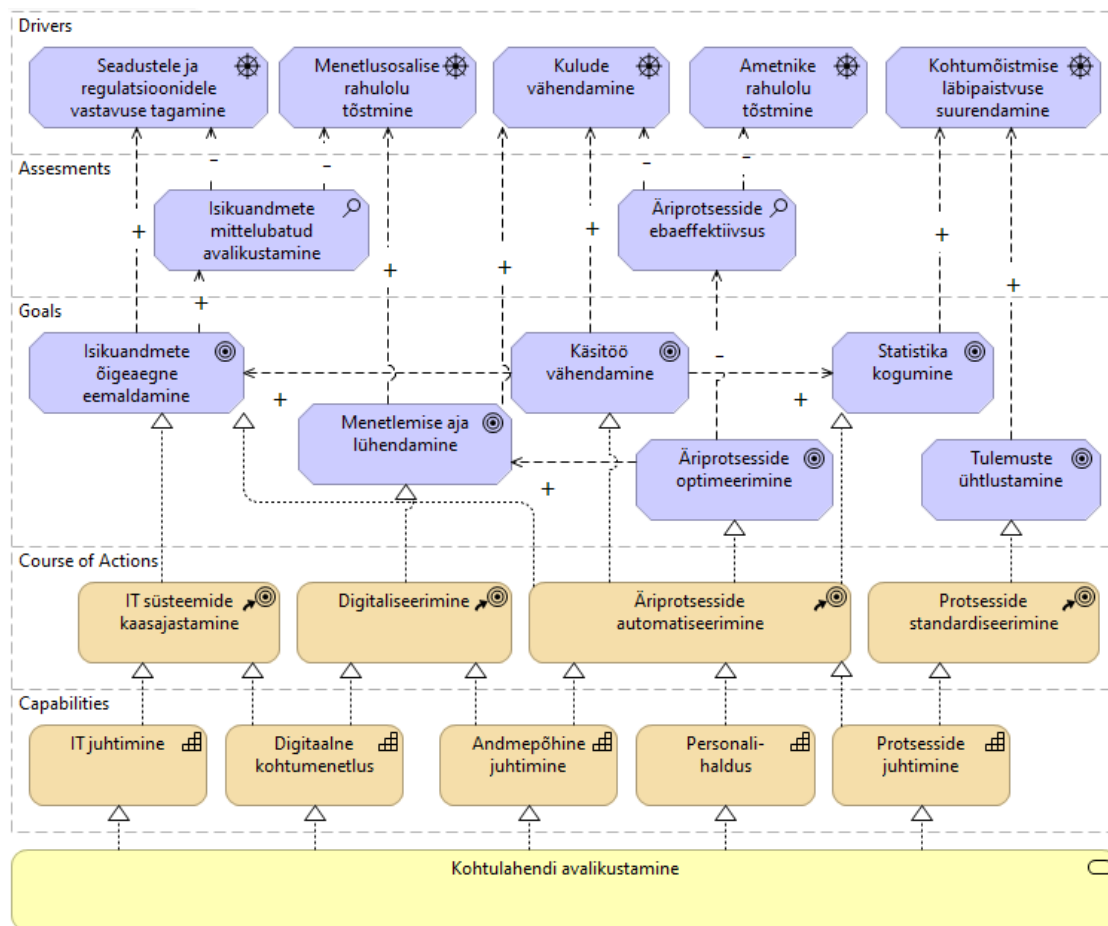 Drivers
Seadustele ja
regulatsioonidele
vastavuse tagamine
Menetlusosalise
rahulolu
tõstmine
Kulude
vähendamine
Ametnike
rahulolu
tõstmine
Kohtumõistmise
läbipaistvuse
suurendamine
-
-
-
-
Assesments
Isikuandmete
mittelubatud
avalikustamine
Äriprotsesside
ebaeffektiivsus
+
+
+
+
+
+
+
Goals
Isikuandmete
õigeaegne
eemaldamine
Käsitöö
vähendamine
Statistika
kogumine
-
+
+
Menetlemise aja
lühendamine
Äriprotsesside
optimeerimine
Tulemuste
ühtlustamine
+
Course of Actions
IT süsteemide
kaasajastamine
Digitaliseerimine
Äriprotsesside
automatiseerimine
Protsesside
standardiseerimine
Capabilities
IT juhtimine
Digitaalne
kohtumenetlus
Andmepõhine
juhtimine
Personali-
haldus
Protsesside
juhtimine
Kohtulahendi avalikustamine